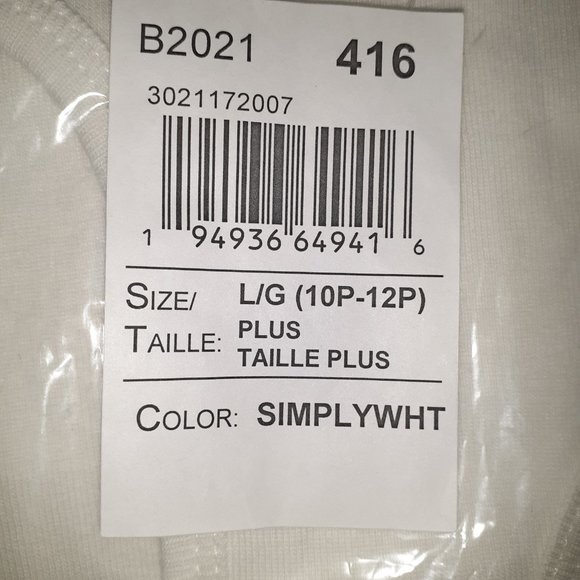 B2021 416
3021172007
1 94936 64941 6
SIZE/ L/G (10P-12P)
TAILLE: PLUS
TAILLE PLUS
COLOR: SIMPLYWHT